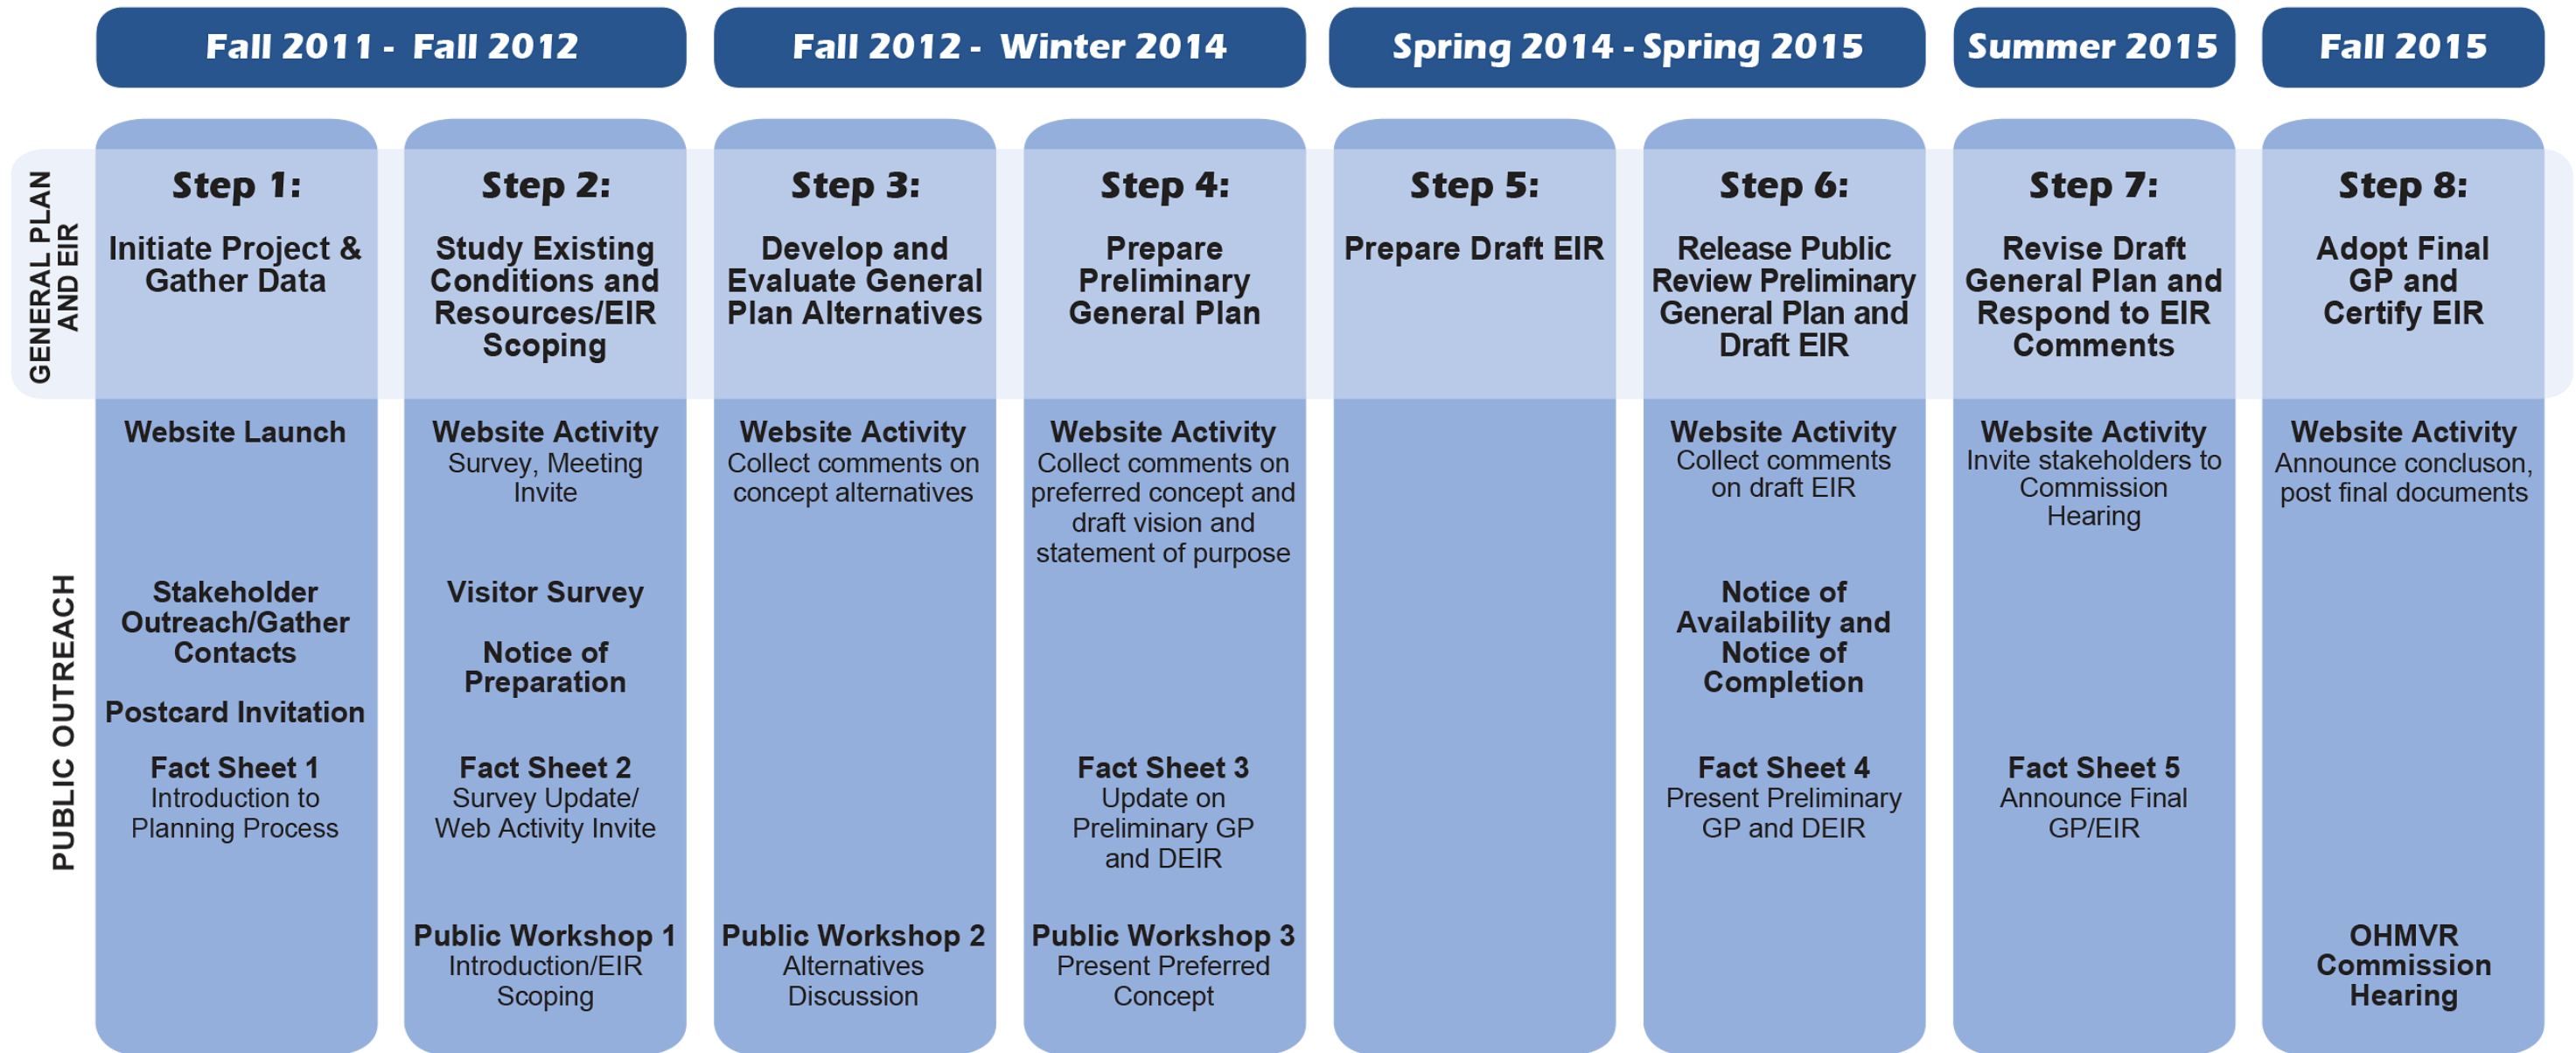 Fall 2011 - Fall 2012
Fall 2012 - Winter 2014
Spring 2014 - Spring 2015
Summer 2015
Fall 2015
GENERAL PLAN
AND EIR
Step 1:
Initiate Project &
Gather Data
Step 2:
Study Existing
Conditions and
Resources/EIR
Scoping
Step 3:
Develop and
Evaluate General
Plan Alternatives
Step 4:
Prepare
Preliminary
General Plan
Step 5:
Prepare Draft EIR
Step 6:
Release Public
Review Preliminary
General Plan and
Draft EIR
Step 7:
Revise Draft
General Plan and
Respond to EIR
Comments
Step 8:
Adopt Final
GP and
Certify EIR
PUBLIC OUTREACH
Website Launch
Stakeholder
Outreach/Gather
Contacts
Postcard Invitation
Fact Sheet 1
Introduction to
Planning Process
Website Activity
Survey, Meeting
Invite
Visitor Survey
Notice of
Preparation
Fact Sheet 2
Survey Update/
Web Activity Invite
Public Workshop 1
Introduction/EIR
Scoping
Website Activity
Collect comments on
concept alternatives
Public Workshop 2
Alternatives
Discussion
Website Activity
Collect comments on
preferred concept and
draft vision and
statement of purpose
Fact Sheet 3
Update on
Preliminary GP
and DEIR
Public Workshop 3
Present Preferred
Concept
Website Activity
Collect comments
on draft EIR
Notice of
Availability and
Notice of
Completion
Fact Sheet 4
Present Preliminary
GP and DEIR
Website Activity
Invite stakeholders to
Commission
Hearing
Fact Sheet 5
Announce Final
GP/EIR
Website Activity
Announce concluson,
post final documents
OHMVR
Commission
Hearing